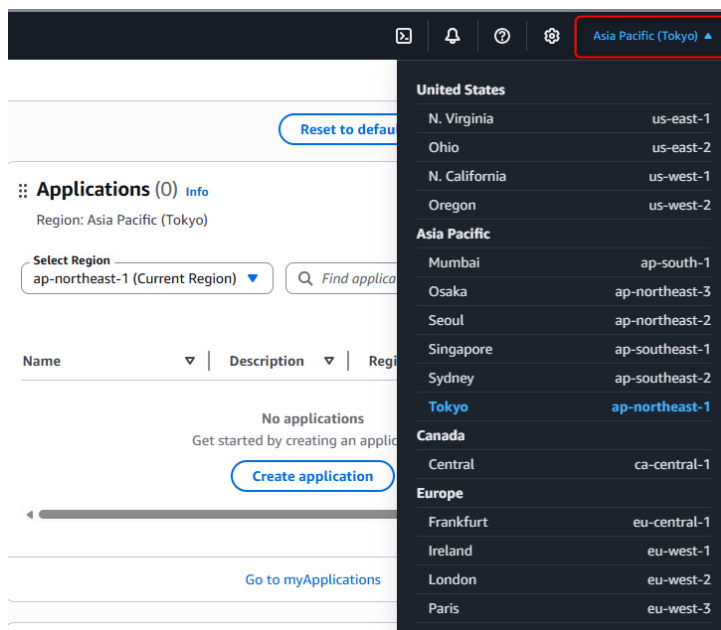 Asia Pacific (Tokyo)
Reset to defau
Applications (0) Info
Region: Asia Pacific (Tokyo)
Select Region
ap-northeast-1 (Current Region)
Find applica
Name Description Regi
No applications
Get started by creating an applic
Create application
Go to myApplications
United States
N. Virginia us-east-1
Ohio us-east-2
N. California us-west-1
Oregon us-west-2
Asia Pacific
Mumbai ap-south-1
Osaka ap-northeast-3
Seoul ap-northeast-2
Singapore ap-southeast-1
Sydney ap-southeast-2
Tokyo ap-northeast-1
Canada
Central ca-central-1
Europe
Frankfurt eu-central-1
Ireland eu-west-1
London eu-west-2
Paris eu-west-3